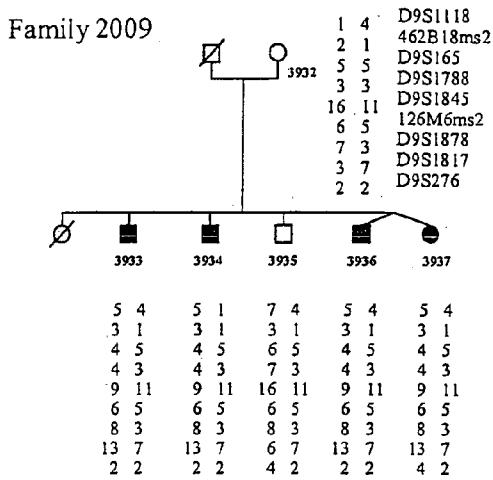 Family 2009
3932
1 4 D9S1118
2 1 462B18ms2
5 5 D9S165
3 3 D9S1788
16 11 D9S1845
6 5 126M6ms2
7 3 D9S1878
3 7 D9S1817
2 2 D9S276
3933 3934 3935 3936 3937
5 4 5 1 7 4 5 4 5 4
3 1 3 1 3 1 3 1 3 1
4 5 4 5 6 5 4 5 4 5
4 3 4 3 7 3 4 3 4 3
9 11 9 11 16 11 9 11 9 11
6 5 6 5 6 5 6 5 6 5
8 3 8 3 8 3 8 3 8 3
13 7 13 7 6 7 13 7 13 7
2 2 2 2 4 2 2 2 4 2